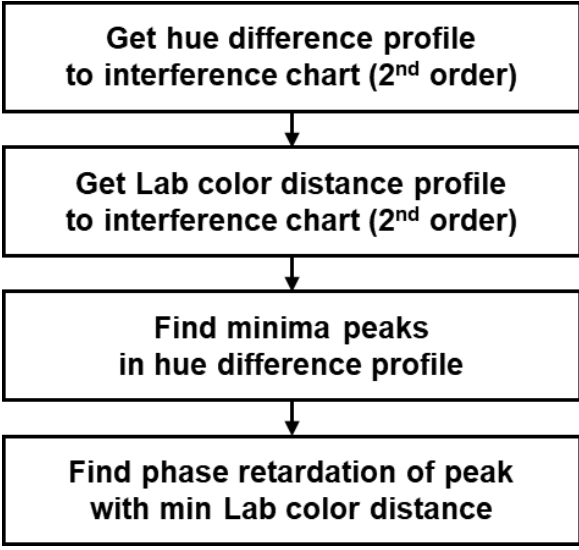 Get hue difference profile
to interference chart (2nd order)
Get Lab color distance profile
to interference chart (2nd order)
Find minima peaks
in hue difference profile
Find phase retardation of peak
with min Lab color distance